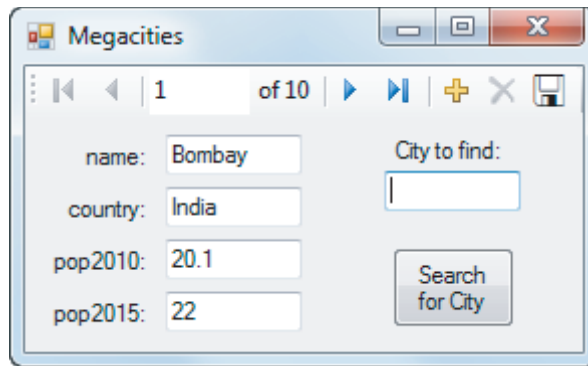 Megacities
1 of 10
name: Bombay
country: India
pop2010: 20.1
pop2015: 22
City to find:
Search
for City